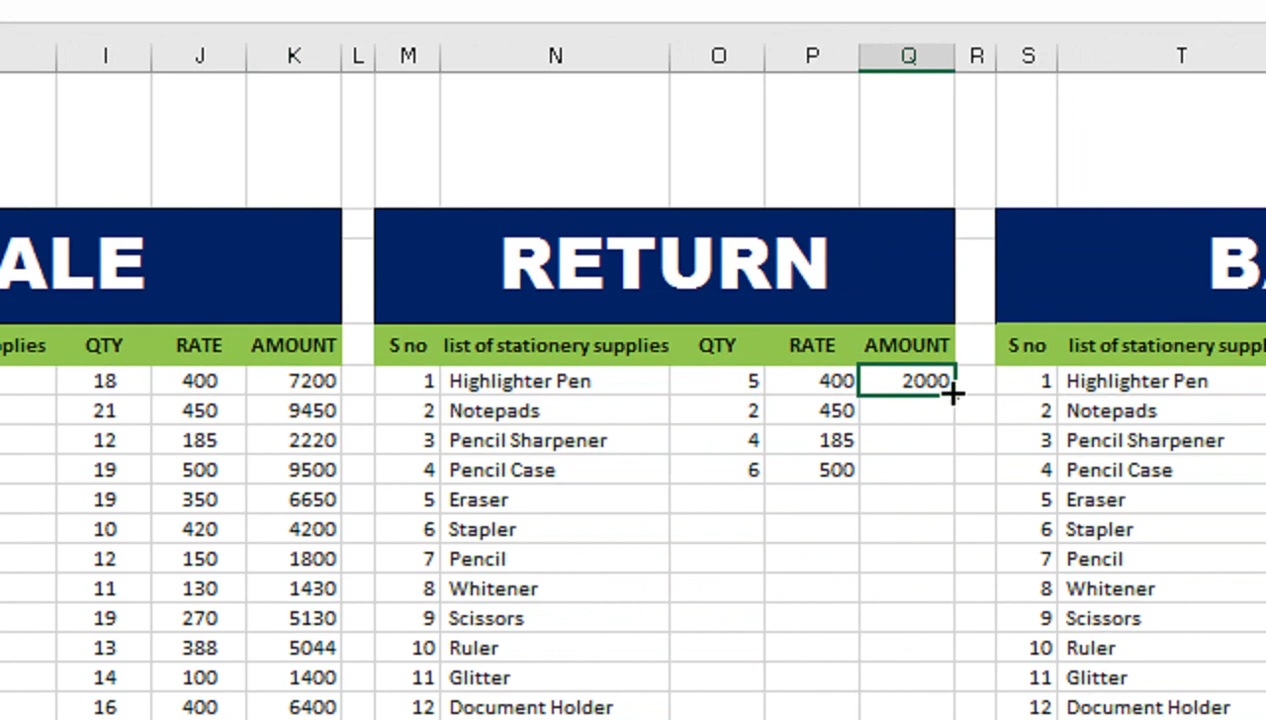 I J K L M N O P Q R S T
ALE RETURN BA
pplies QTY RATE AMOUNT S no list of stationery supplies QTY RATE AMOUNT S no list of stationery suppl
18 400 7200 1 Highlighter Pen 5 400 2000 1 Highlighter Pen
21 450 9450 2 Notepads 2 450 2 Notepads
12 185 2220 3 Pencil Sharpener 4 185 3 Pencil Sharpener
19 500 9500 4 Pencil Case 6 500 4 Pencil Case
19 350 6650 5 Eraser 5 Eraser
10 420 4200 6 Stapler 6 Stapler
12 150 1800 7 Pencil 7 Pencil
11 130 1430 8 Whitener 8 Whitener
19 270 5130 9 Scissors 9 Scissors
13 388 5044 10 Ruler 10 Ruler
14 100 1400 11 Glitter 11 Glitter
16 400 6400 12 Document Holder 12 Document Holder